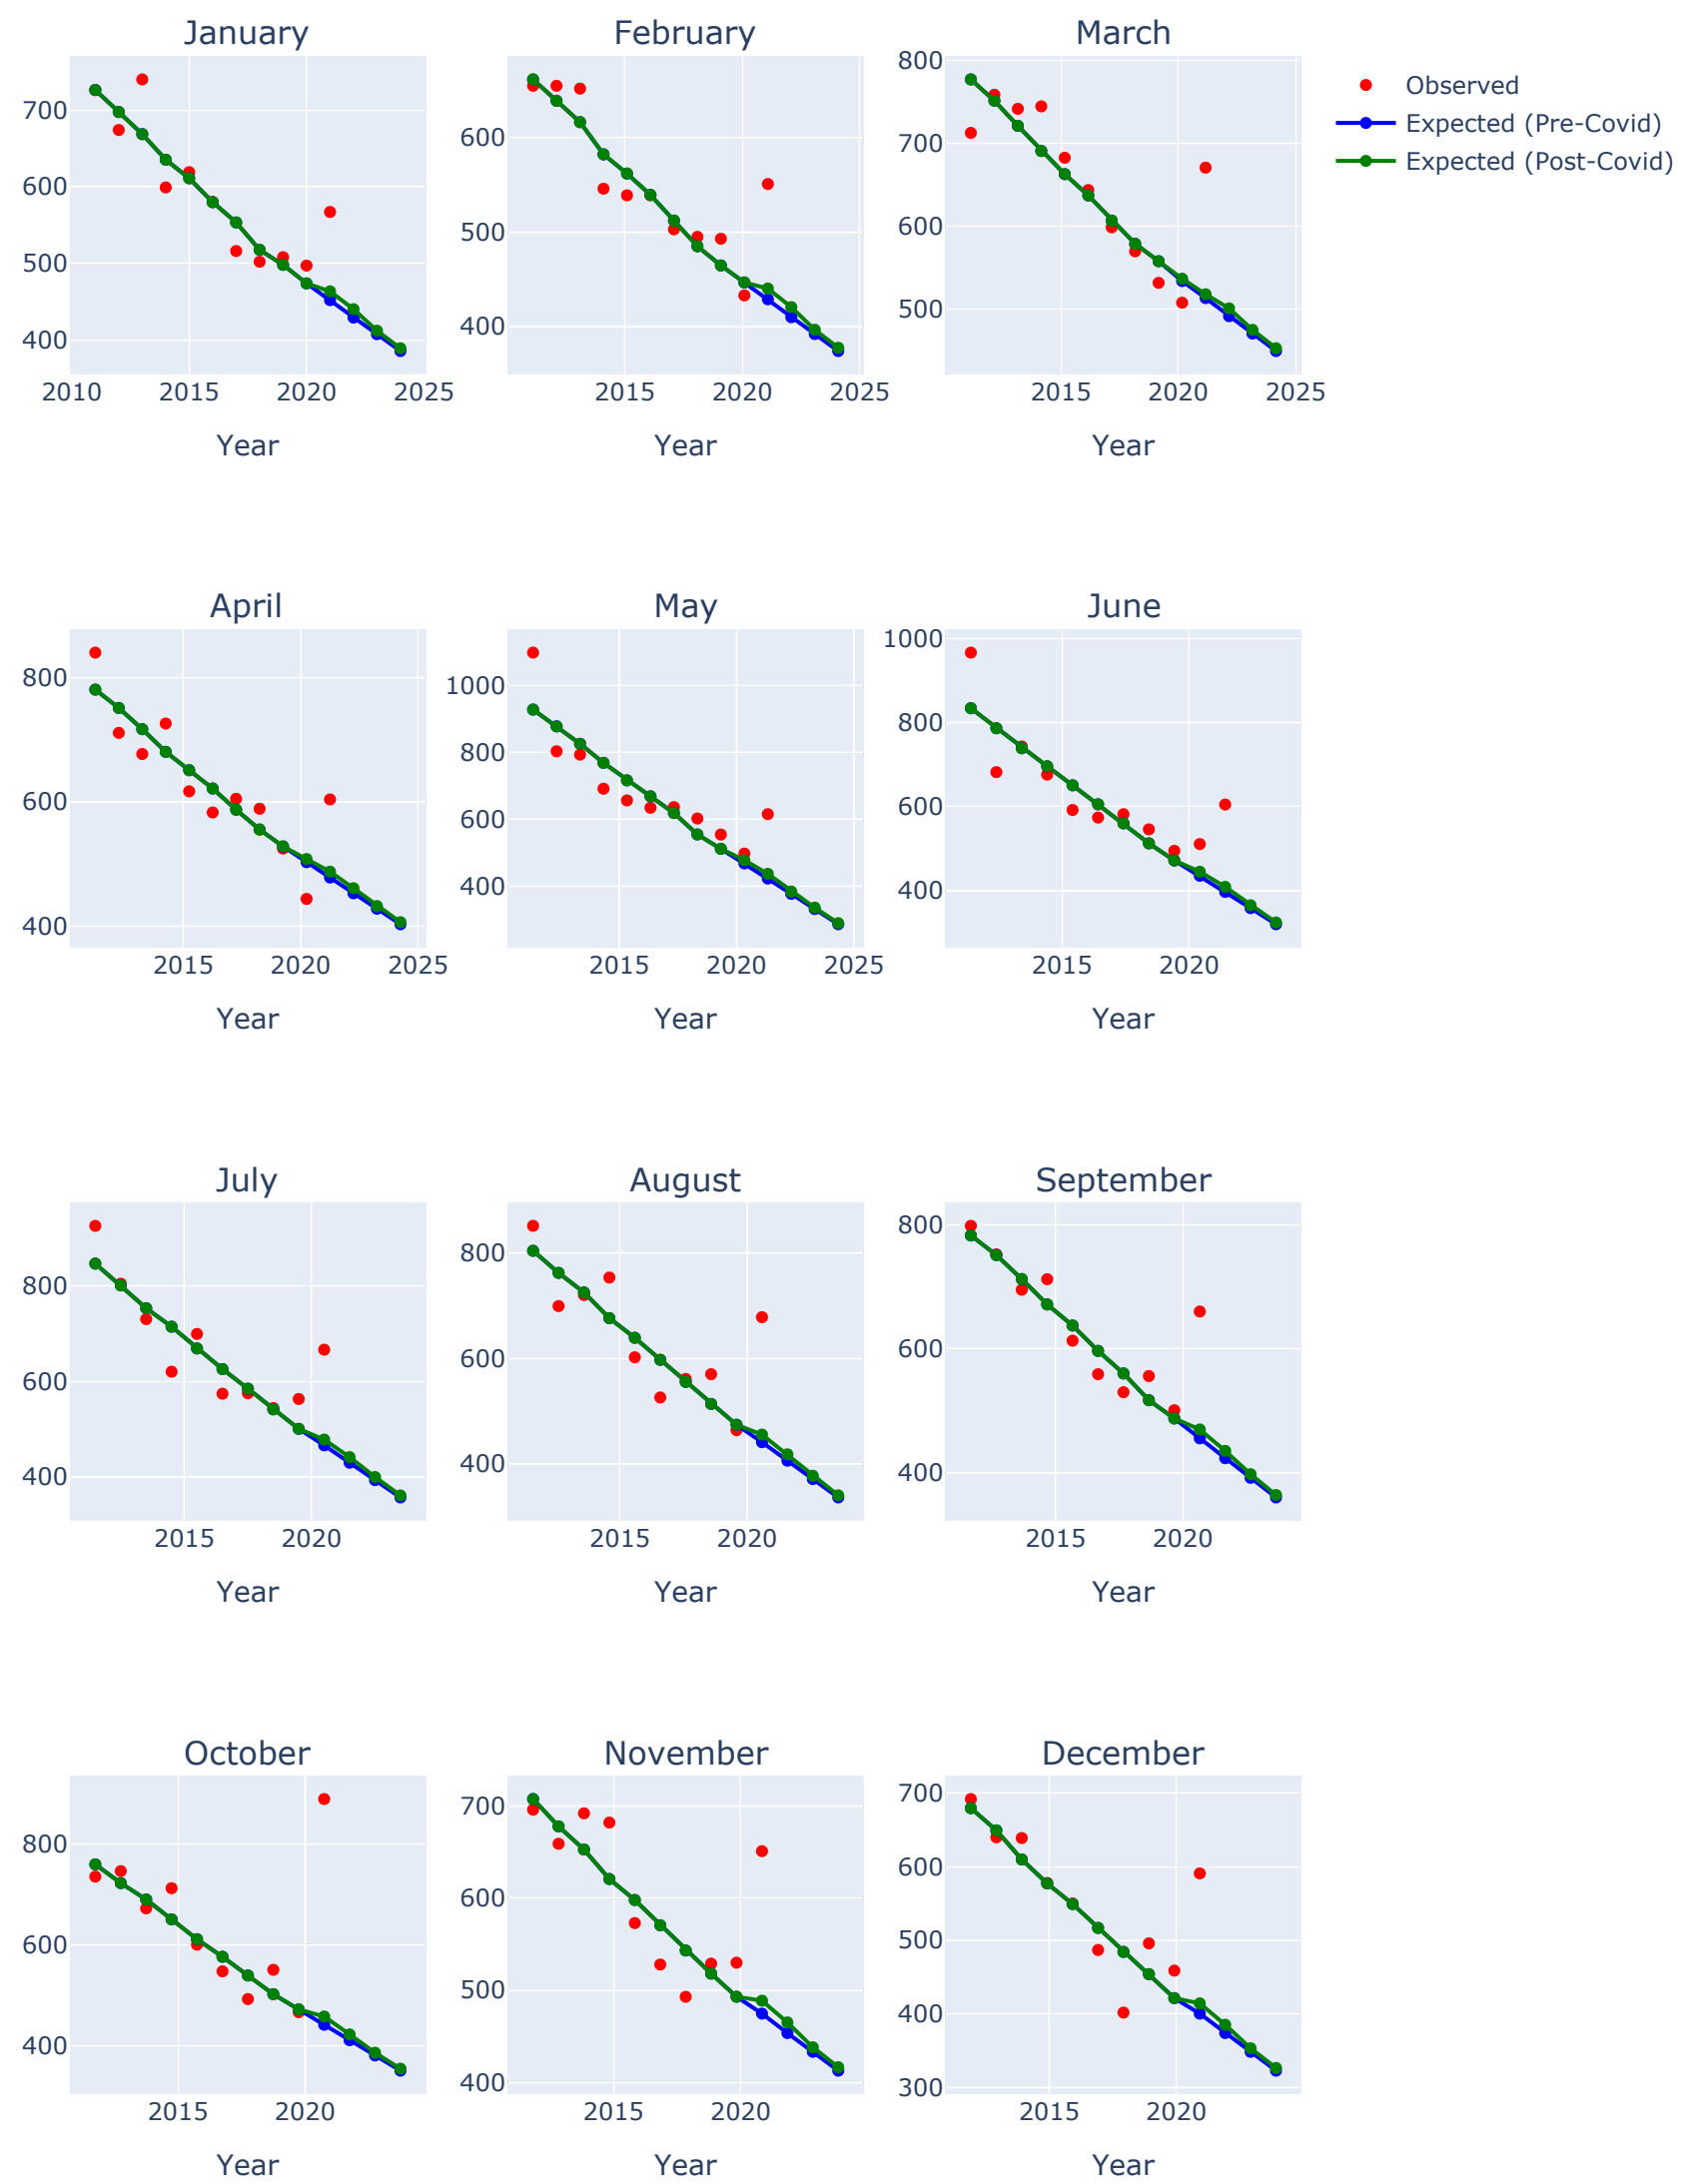 January February March
800
700
600
500
400
2010 2015 2020 2025
Year
600
500
400
2015 2020 2025
Year
700
600
500
2015 2020 2025
Year
Observed
Expected (Pre-Covid)
Expected (Post-Covid)
April May June
800
600
400
2015 2020 2025
Year
1000
800
600
400
2015 2020 2025
Year
1000
800
600
400
2015 2020
Year
July August September
800
600
400
2015 2020
Year
800
600
400
2015 2020
Year
800
600
400
2015 2020
Year
October November December
800
600
400
2015 2020
Year
700
600
500
400
2015 2020
Year
700
600
500
400
300
2015 2020
Year